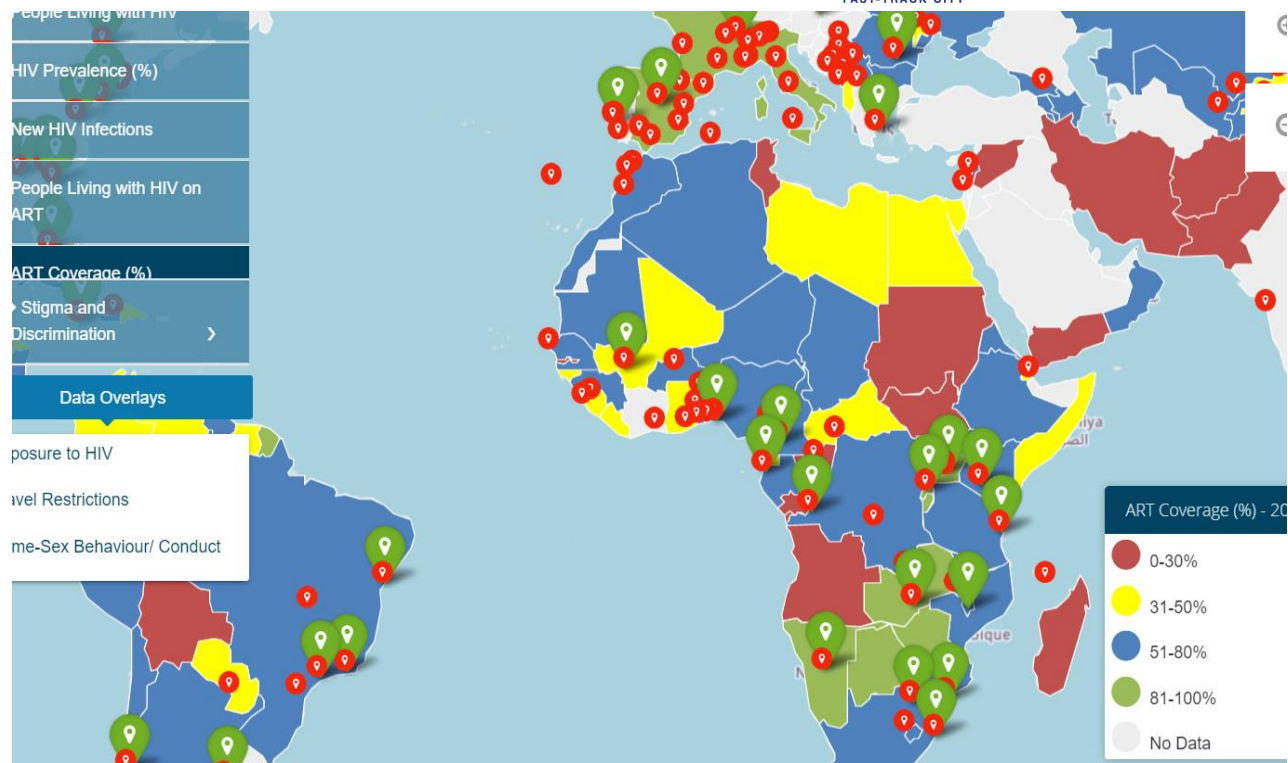 People Living with HIV
HIV Prevalence (%)
New HIV Infections
People Living with HIV on
ART
ART Coverage (%)
Stigma and
Discrimination
Data Overlays
posure to HIV
avel Restrictions
me-Sex Behaviour/ Conduct
FAST-TRACK CITY
ique
N
ART Coverage (%) - 20
0-30%
31-50%
51-80%
81-100%
No Data